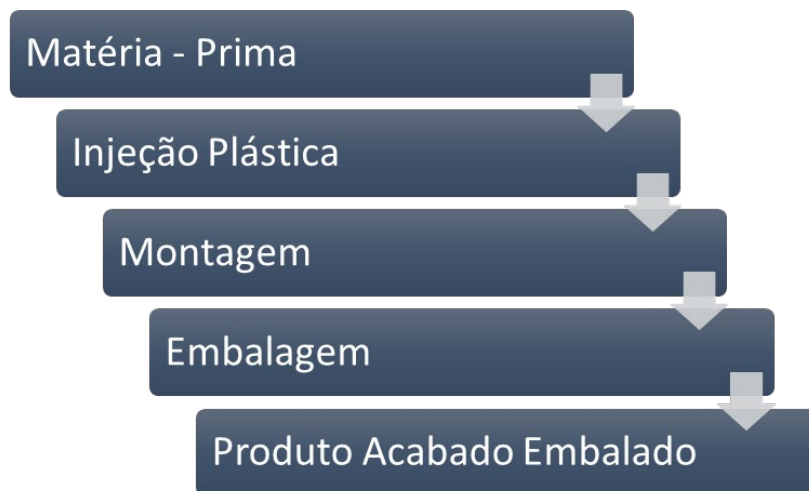 Matéria - Prima
Injeção Plástica
Montagem
Embalagem
Produto Acabado Embalado